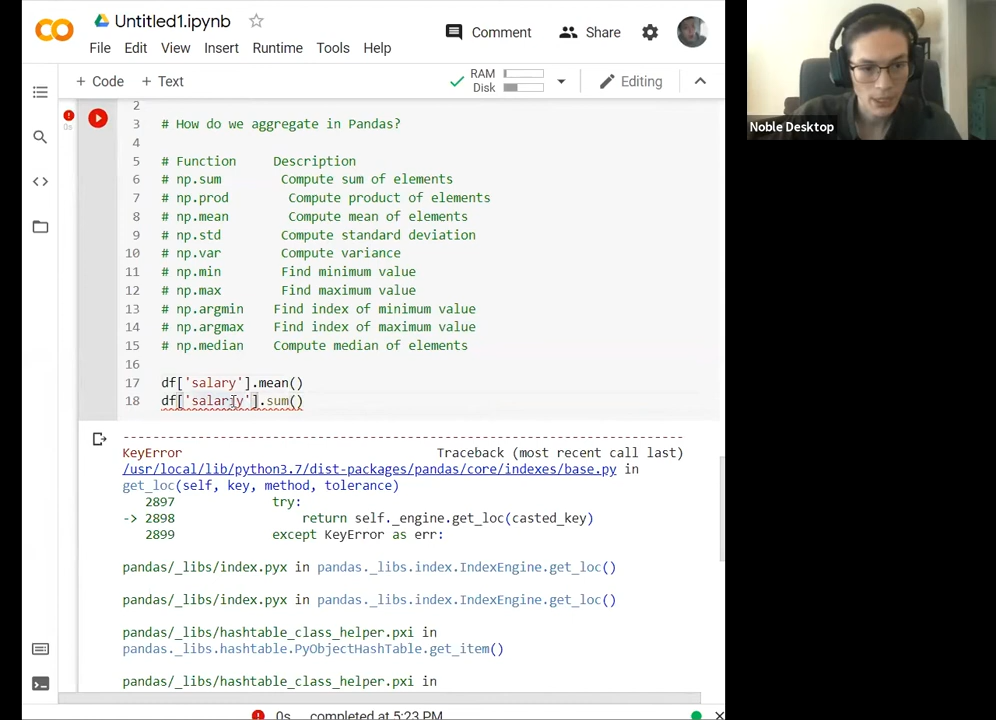 Untitled1.ipynb
Comment
Share
File Edit View Insert Runtime Tools Help
+ Code + Text
RAM
Disk
Editing
0s
2
3 # How do we aggregate in Pandas?
4
5 # Function Description
6 # np.sum Compute sum of elements
7 # np.prod Compute product of elements
8 # np.mean Compute mean of elements
9 # np.std Compute standard deviation
10 # np.var Compute variance
11 # np.min Find minimum value
12 # np.max Find maximum value
13 # np.argmin Find index of minimum value
14 # np.argmax Find index of maximum value
15 # np.median Compute median of elements
16
17 df['salary'].mean()
18 df['salarÿy'].sum()
KeyError Traceback (most recent call last)
/usr/local/lib/python3.7/dist-packages/pandas/core/indexes/base.py in
get_loc(self, key, method, tolerance)
2897 try:
-> 2898 return self._engine.get_loc(casted_key)
2899 except KeyError as err:
pandas/_libs/index.pyx in pandas._libs.index.IndexEngine.get_loc()
pandas/_libs/index.pyx in pandas._libs.index.IndexEngine.get_loc()
pandas/_libs/hashtable_class_helper.pxi in
pandas._libs.hashtable.PyObjectHashTable.get_item()
pandas/_libs/hashtable_class_helper.pxi in
0s completed at 5:23 PM
Noble Desktop